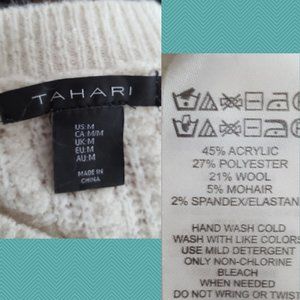 TAHARI
US:M
CA:M/M
UK:M
EU:M
AU:M
MADE IN
CHINA
45% ACRYLIC
27% POLYESTER
21% WOOL
5% MOHAIR
2% SPANDEX/ELASTAN
HAND WASH COLD
WASH WITH LIKE COLORS
USE MILD DETERGENT
ONLY NON-CHLORINE
BLEACH
WHEN NEEDED
DO NOT WRING OR TWIST